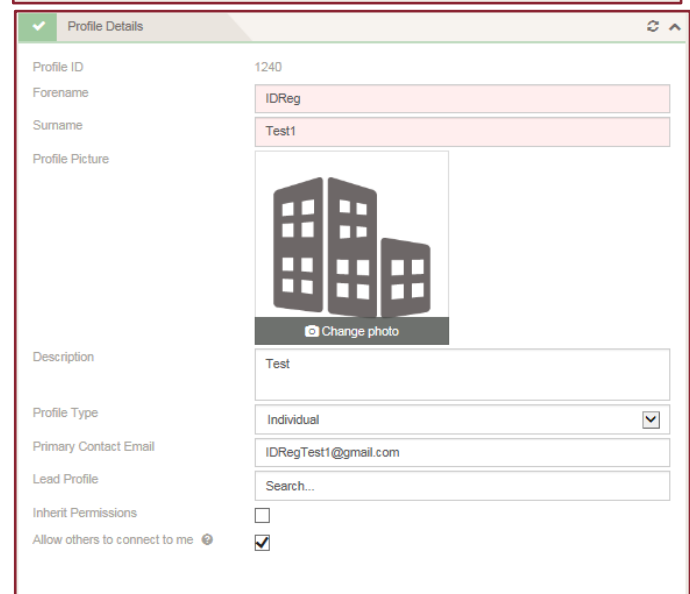 Profile Details
Profile ID 1240
Forename IDReg
Surname Test1
Profile Picture
Change photo
Description Test
Profile Type Individual
Primary Contact Email IDRegTest1@gmail.com
Lead Profile Search...
Inherit Permissions
Allow others to connect to me ?